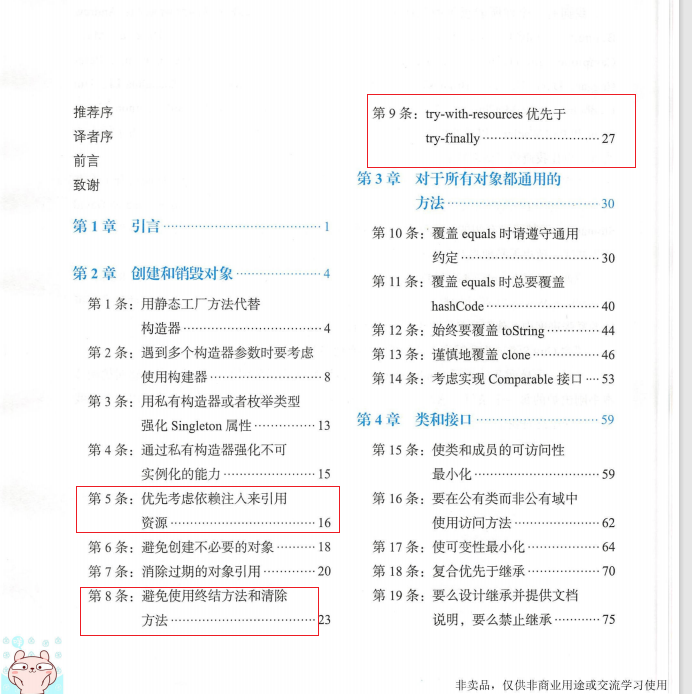 推荐序
译者序
前言
致谢
第 1 章 引言 1
第 2 章 创建和销毁对象 4
第 1 条：用静态工厂方法代替
构造器 4
第 2 条：遇到多个构造器参数时要考虑
使用构建器 8
第 3 条：用私有构造器或者枚举类型
强化 Singleton 属性 13
第 4 条：通过私有构造器强化不可
实例化的能力 15
第 5 条：优先考虑依赖注入来引用
资源 16
第 6 条：避免创建不必要的对象 18
第 7 条：消除过期的对象引用 20
第 8 条：避免使用终结方法和清除
方法 23
第 9 条：try-with-resources 优先于
try-finally 27
第 3 章 对于所有对象都通用的
方法 30
第 10 条：覆盖 equals 时请遵守通用
约定 30
第 11 条：覆盖 equals 时总要覆盖
hashCode 40
第 12 条：始终要覆盖 toString 44
第 13 条：谨慎地覆盖 clone 46
第 14 条：考虑实现 Comparable 接口 53
第 4 章 类和接口 59
第 15 条：使类和成员的可访问性
最小化 59
第 16 条：要在公有类而非公有域中
使用访问方法 62
第 17 条：使可变性最小化 64
第 18 条：复合优先于继承 70
第 19 条：要么设计继承并提供文档
说明，要么禁止继承 75
非卖品，仅供非商业用途或交流学习使用